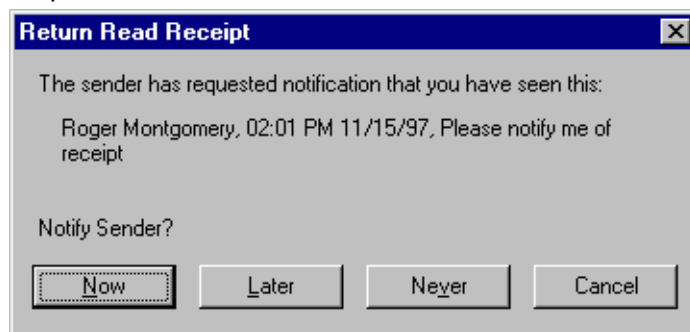 Return Read Receipt
The sender has requested notification that you have seen this:
Roger Montgomery, 02:01 PM 11/15/97, Please notify me of
receipt
Notify Sender?
Now Later Never Cancel